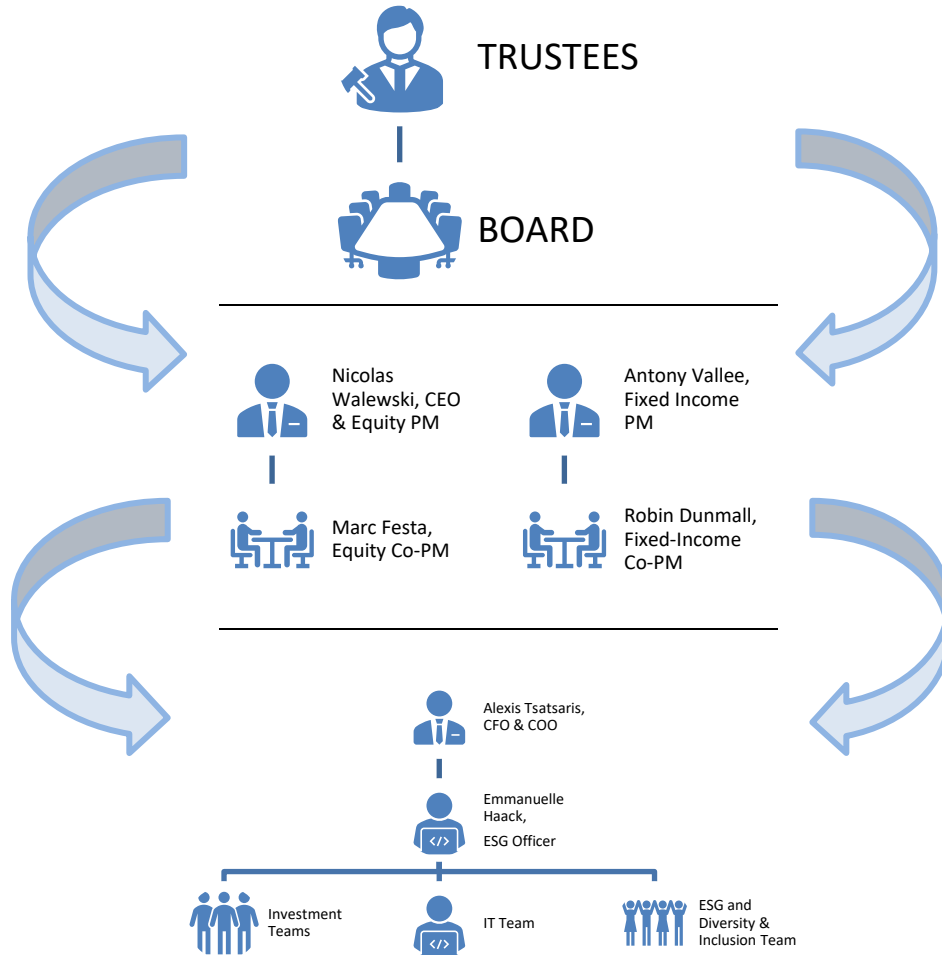 TRUSTEES
BOARD
Nicolas
Walewski, CEO
& Equity PM
Antony Vallee,
Fixed Income
PM
Marc Festa,
Equity Co-PM
Robin Dunmall,
Fixed-Income
Co-PM
Alexis Tsatsaris,
CFO & COO
Emmanuelle
Haack,
ESG Officer
</>
Investment
Teams
</>
IT Team
ESG and
Diversity &
Inclusion Team